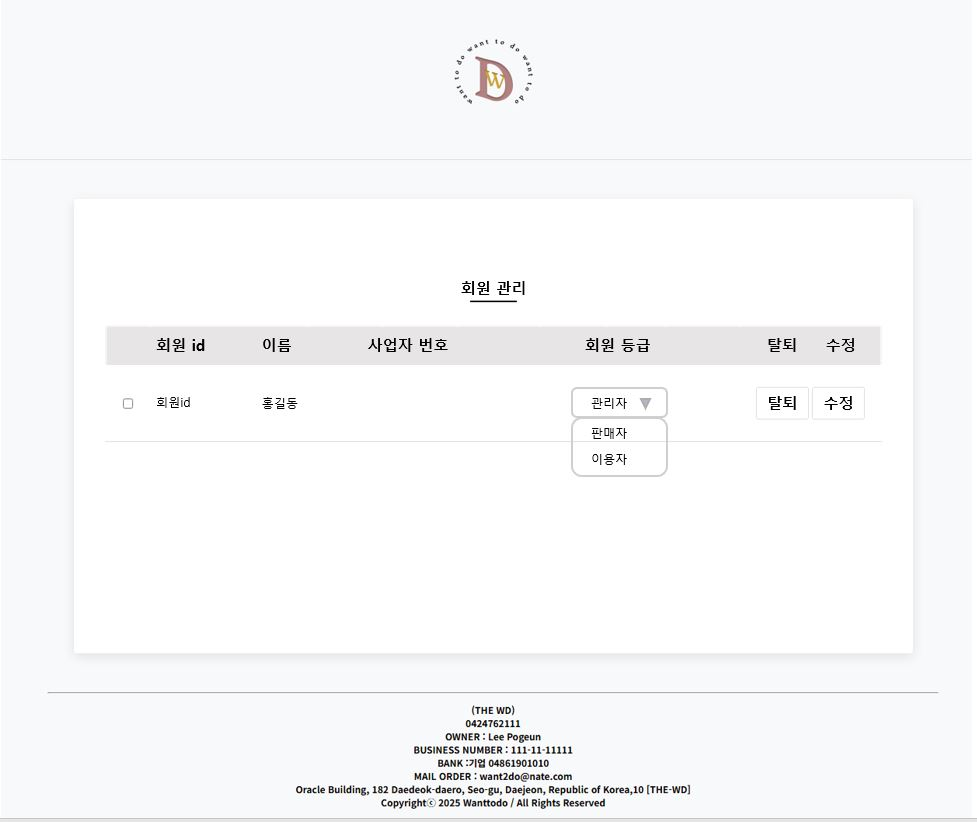 want to do want to do want to do
D
W
회원 관리
회원 id 이름 사업자 번호 회원 등급 탈퇴 수정
회원id 홍길동 관리자 ▼ 탈퇴 수정
판매자
이용자
(THE WD)
0424762111
OWNER : Lee Pogeun
BUSINESS NUMBER : 111-11-11111
BANK :기업 04861901010
MAIL ORDER : want2do@nate.com
Oracle Building, 182 Daedeok-daero, Seo-gu, Daejeon, Republic of Korea,10 [THE-WD]
Copyrightⓒ 2025 Wanttodo / All Rights Reserved